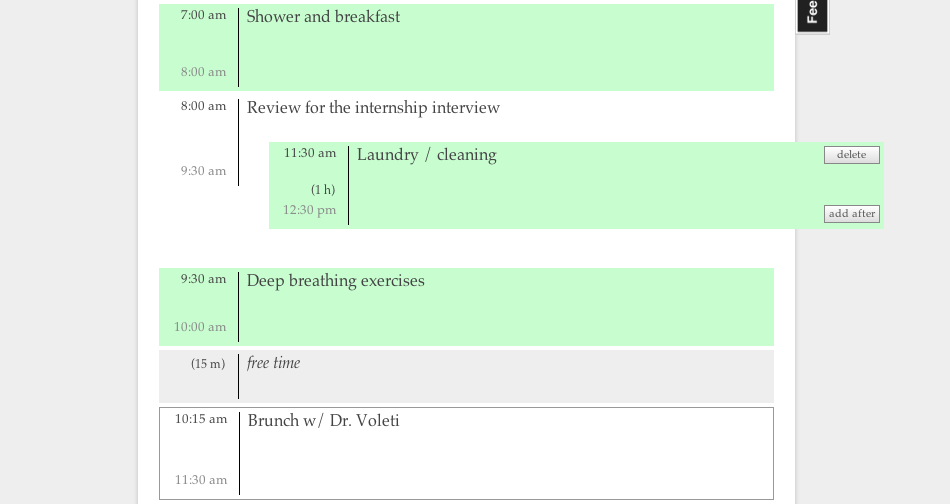 7:00 am Shower and breakfast
Fee
8:00 am
8:00 am Review for the internship interview
11:30 am Laundry / cleaning delete
9:30 am
(1 h)
12:30 pm add after
9:30 am Deep breathing exercises
10:00 am
(15 m) free time
10:15 am Brunch w/ Dr. Voleti
11:30 am